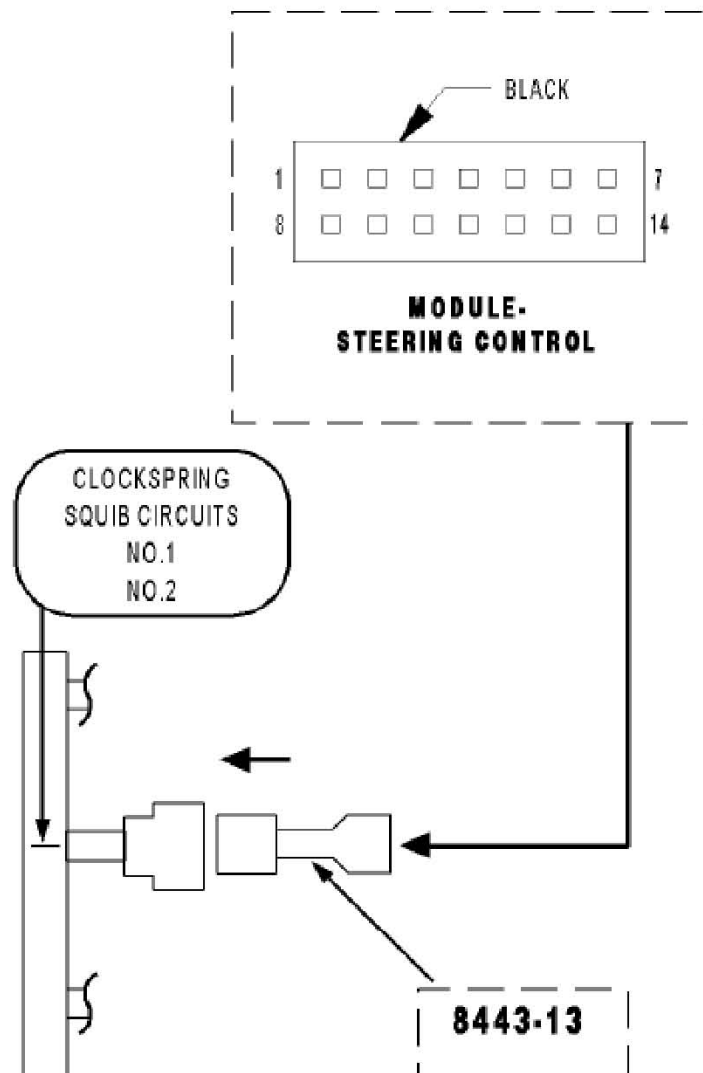 BLACK
1 7
8 14
MODULE-
STEERING CONTROL
CLOCKSPRING
SQUIB CIRCUITS
NO.1
NO.2
8443-13